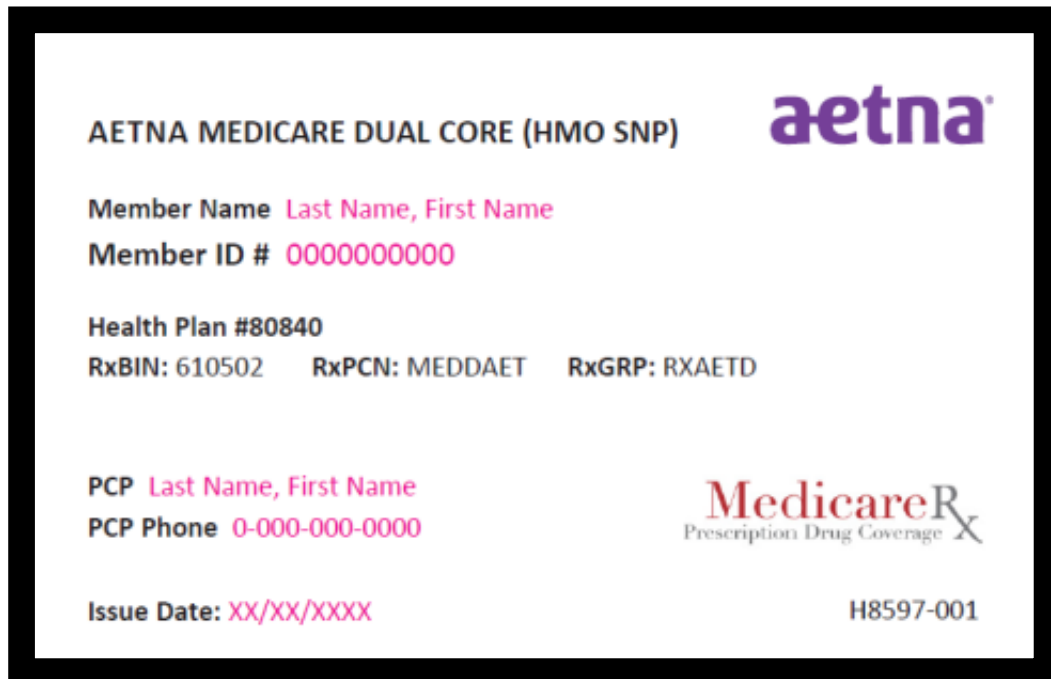 aetna®
AETNA MEDICARE DUAL CORE (HMO SNP)
Member Name Last Name, First Name
Member ID # 0000000000
Health Plan #80840
RxBIN: 610502 RxPCN: MEDDAET RxGRP: RXAETD
PCP Last Name, First Name
PCP Phone 0-000-000-0000
MedicareRx
Prescription Drug Coverage
Issue Date: XX/XX/XXXX
H8597-001